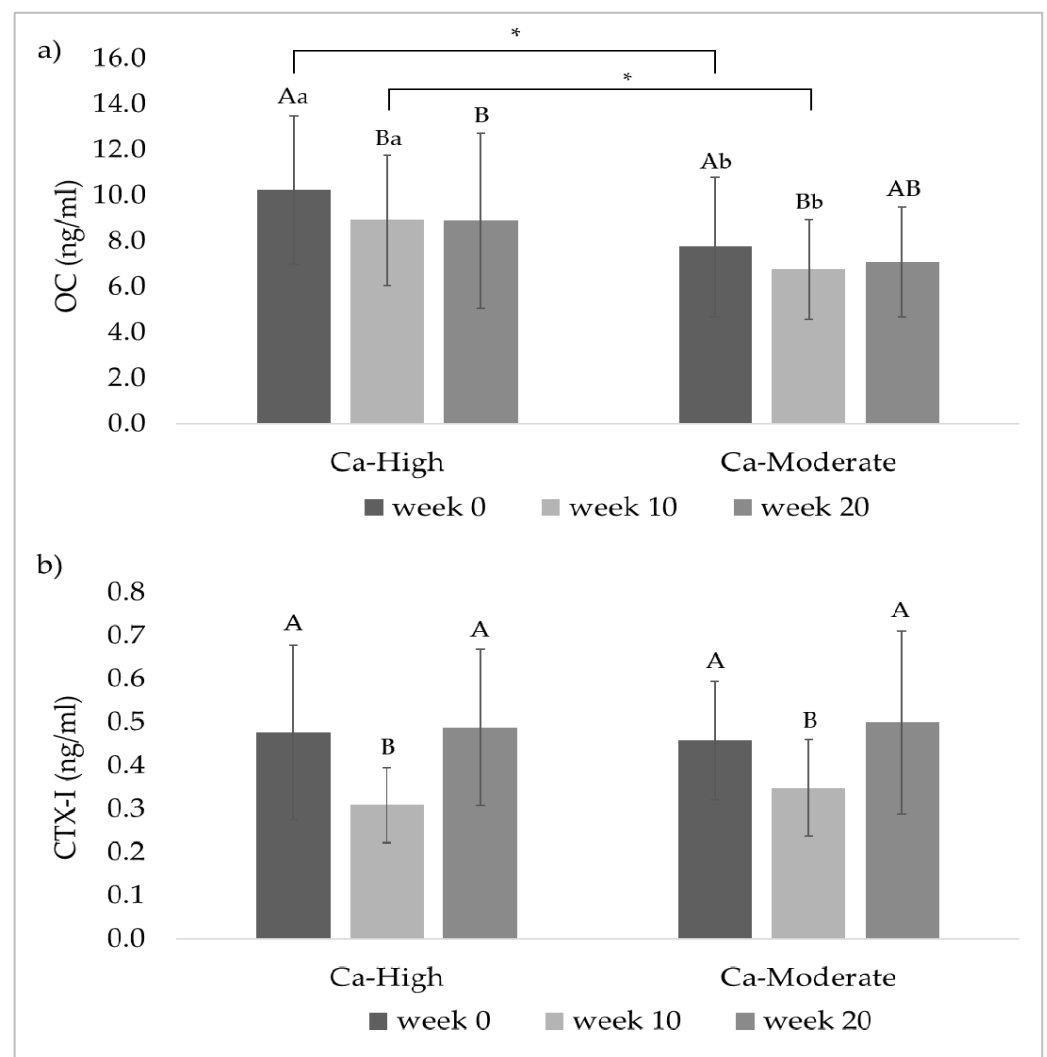 a)
OC (ng/ml)
16.0
14.0
12.0
10.0
8.0
6.0
4.0
2.0
0.0
*
*
Aa
Ba
B
Ab
Bb
AB
Ca-High
Ca-Moderate
week 0 week 10 week 20
b)
CTX-I (ng/ml)
0.8
0.7
0.6
0.5
0.4
0.3
0.2
0.1
0.0
A
B
A
A
B
A
Ca-High
Ca-Moderate
week 0 week 10 week 20